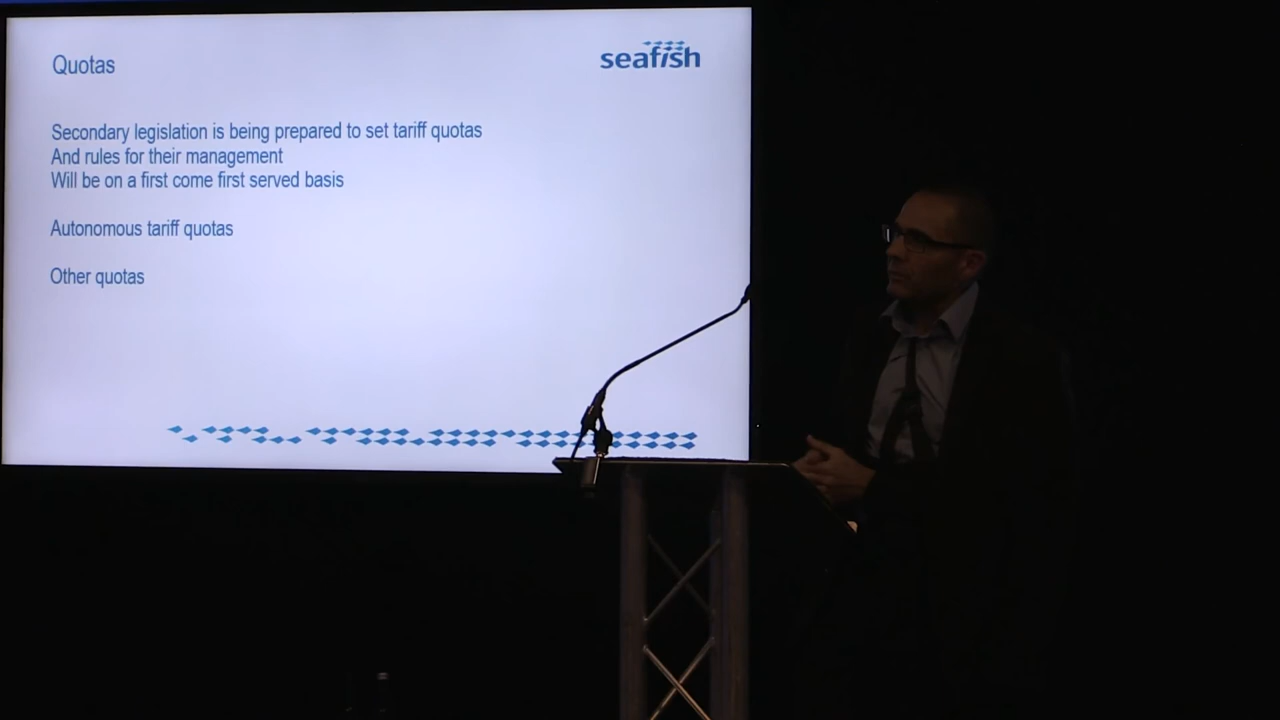 Quotas
seafish
Secondary legislation is being prepared to set tariff quotas
And rules for their management
Will be on a first come first served basis
Autonomous tariff quotas
Other quotas